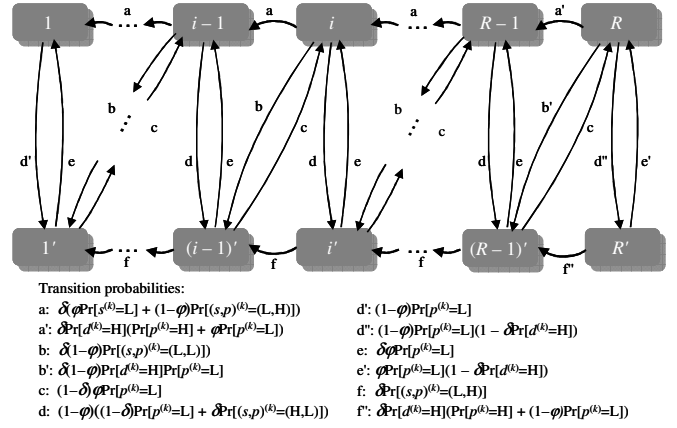 a a a a'
1 ... i − 1 i ... R − 1 R
b b
... c ... c
b c b' c
d' e d e d e d e d" e'
1' ... (i − 1)' i' ... (R − 1)' R'
f f f f"
Transition probabilities:
a: δ(φPr[s^(k)=L] + (1−φ)Pr[(s,p)^(k)=(L,H)])
a': δPr[d^(k)=H](Pr[p^(k)=H] + φPr[p^(k)=L])
b: δ(1−φ)Pr[(s,p)^(k)=(L,L)])
b': δ(1−φ)Pr[d^(k)=H]Pr[p^(k)=L]
c: (1−δ)φPr[p^(k)=L]
d: (1−φ)((1−δ)Pr[p^(k)=L] + δPr[(s,p)^(k)=(H,L)])
d': (1−φ)Pr[p^(k)=L]
d": (1−φ)Pr[p^(k)=L](1 − δPr[d^(k)=H])
e: δφPr[p^(k)=L]
e': φPr[p^(k)=L](1 − δPr[d^(k)=H])
f: δPr[(s,p)^(k)=(L,H)]
f": δPr[d^(k)=H](Pr[p^(k)=H] + (1−φ)Pr[p^(k)=L])